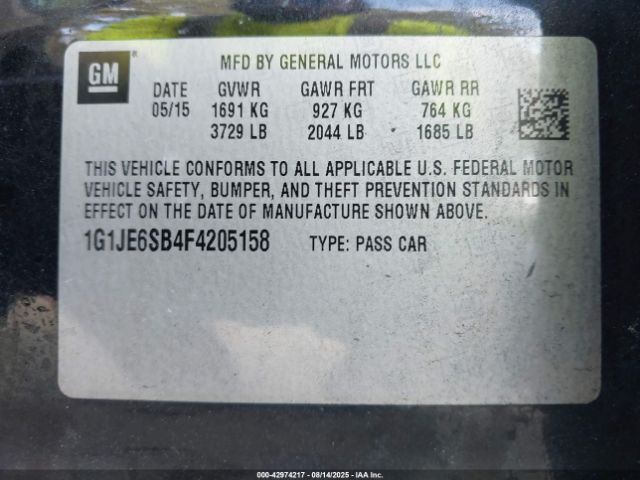 GM®
MFD BY GENERAL MOTORS LLC
DATE GVWR GAWR FRT GAWR RR
05/15 1691 KG 927 KG 764 KG
3729 LB 2044 LB 1685 LB
THIS VEHICLE CONFORMS TO ALL APPLICABLE U.S. FEDERAL MOTOR
VEHICLE SAFETY, BUMPER, AND THEFT PREVENTION STANDARDS IN
EFFECT ON THE DATE OF MANUFACTURE SHOWN ABOVE.
1G1JE6SB4F4205158 TYPE: PASS CAR
000-42974217 - 08/14/2025 - IAA Inc.